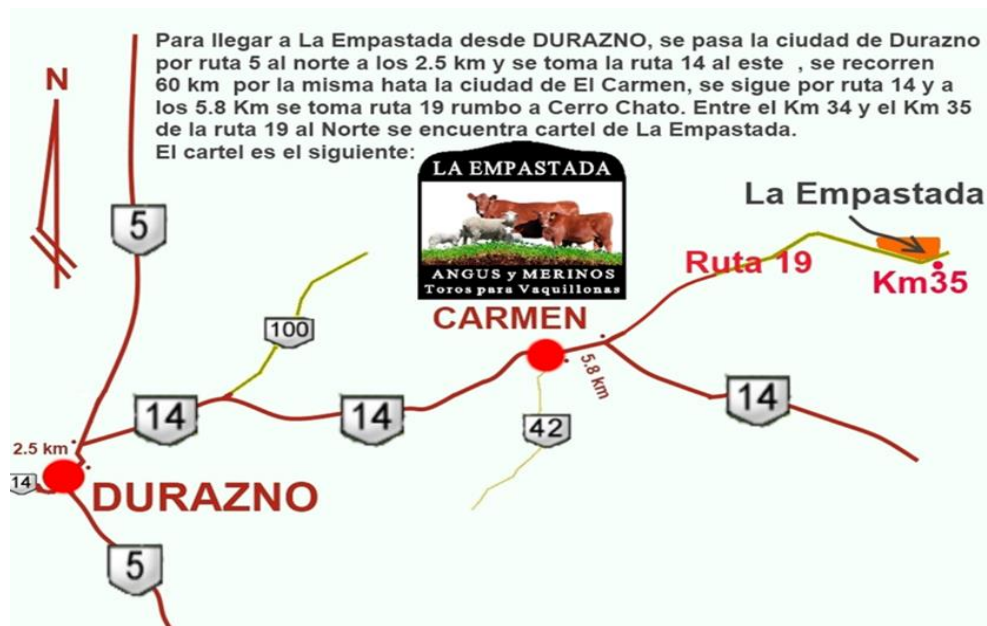 Para llegar a La Empastada desde DURAZNO, se pasa la ciudad de Durazno
por ruta 5 al norte a los 2.5 km y se toma la ruta 14 al este , se recorren
60 km por la misma hata la ciudad de El Carmen, se sigue por ruta 14 y a
los 5.8 Km se toma ruta 19 rumbo a Cerro Chato. Entre el Km 34 y el Km 35
de la ruta 19 al Norte se encuentra cartel de La Empastada.
El cartel es el siguiente:
N
LA EMPASTADA
ANGUS y MERINOS
Toros para Vaquillonas
La Empastada
5
Ruta 19
Km35
100
CARMEN
5.8 km
14
14
14
42
2.5 km
14
DURAZNO
5